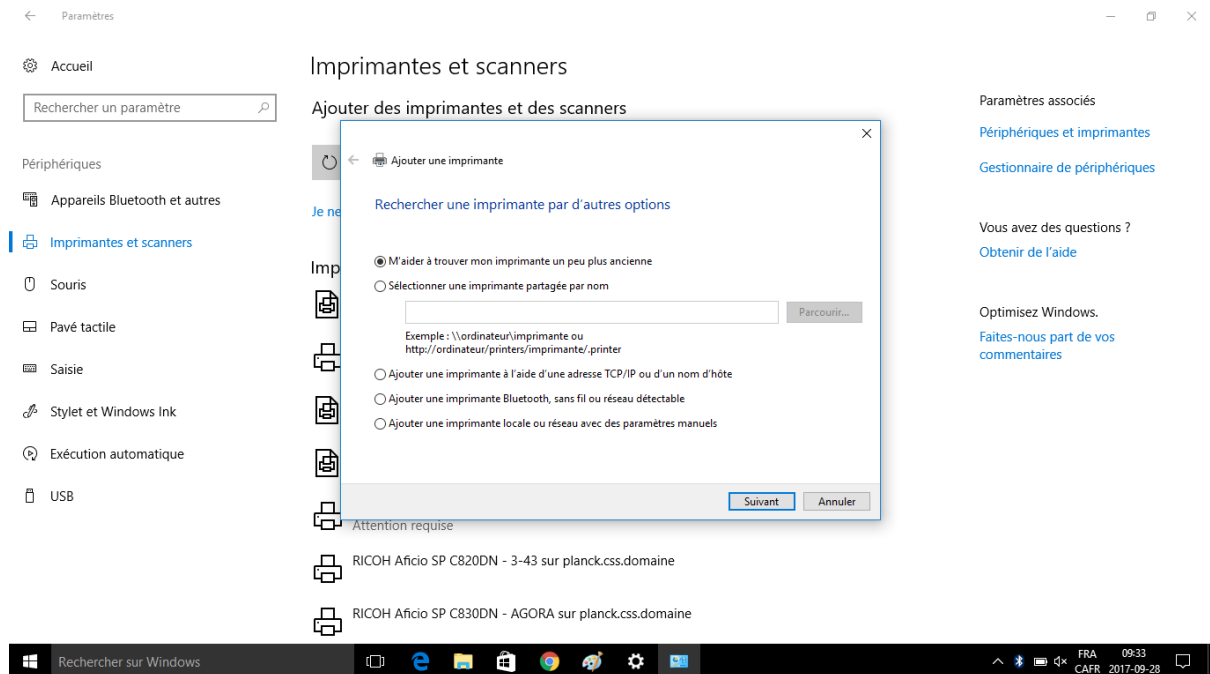 Paramètres
Accueil
Rechercher un paramètre
Périphériques
Appareils Bluetooth et autres
Imprimantes et scanners
Souris
Pavé tactile
Saisie
Stylet et Windows Ink
Exécution automatique
USB
Imprimantes et scanners
Ajouter des imprimantes et des scanners
Je ne
Imp
Ajouter une imprimante
Rechercher une imprimante par d'autres options
M'aider à trouver mon imprimante un peu plus ancienne
Sélectionner une imprimante partagée par nom
Parcourir...
Exemple : \\ordinateur\imprimante ou
http://ordinateur/printers/imprimante/.printer
Ajouter une imprimante à l'aide d'une adresse TCP/IP ou d'un nom d'hôte
Ajouter une imprimante Bluetooth, sans fil ou réseau détectable
Ajouter une imprimante locale ou réseau avec des paramètres manuels
Suivant
Annuler
Attention requise
RICOH Aficio SP C820DN - 3-43 sur planck.css.domaine
RICOH Aficio SP C830DN - AGORA sur planck.css.domaine
Paramètres associés
Périphériques et imprimantes
Gestionnaire de périphériques
Vous avez des questions ?
Obtenir de l'aide
Optimisez Windows.
Faites-nous part de vos
commentaires
Rechercher sur Windows
FRA 09:33
CAFR 2017-09-28